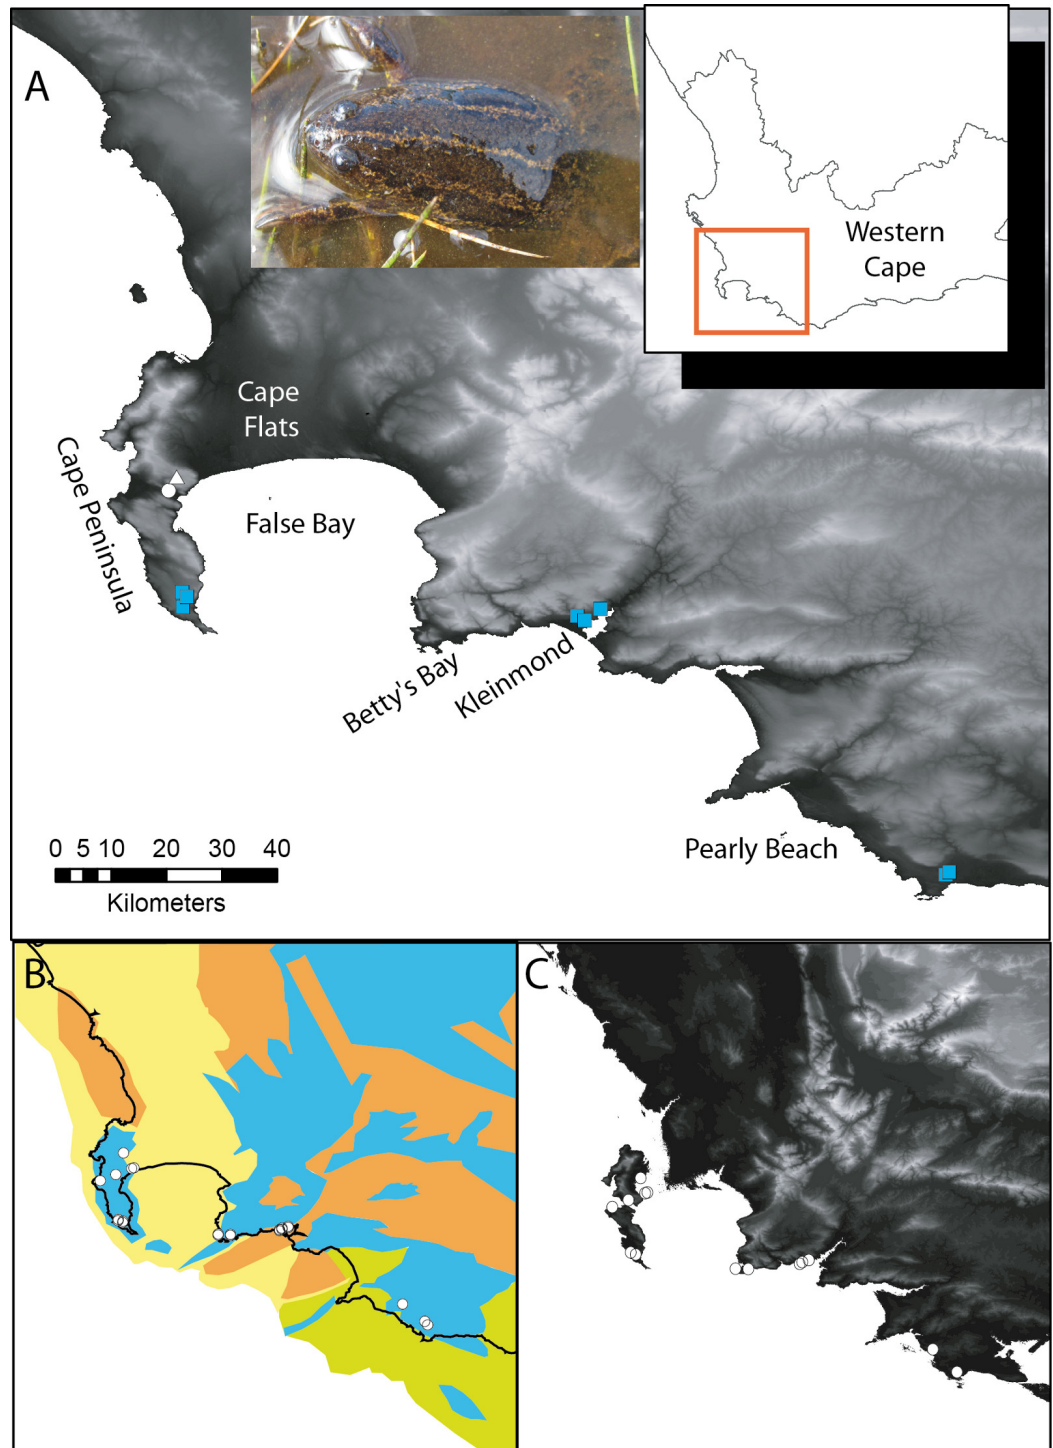 A
Western
Cape
Cape
Flats
Cape Peninsula
False Bay
Betty's Bay
Kleinmond
Pearly Beach
0 5 10 20 30 40
Kilometers
B
C